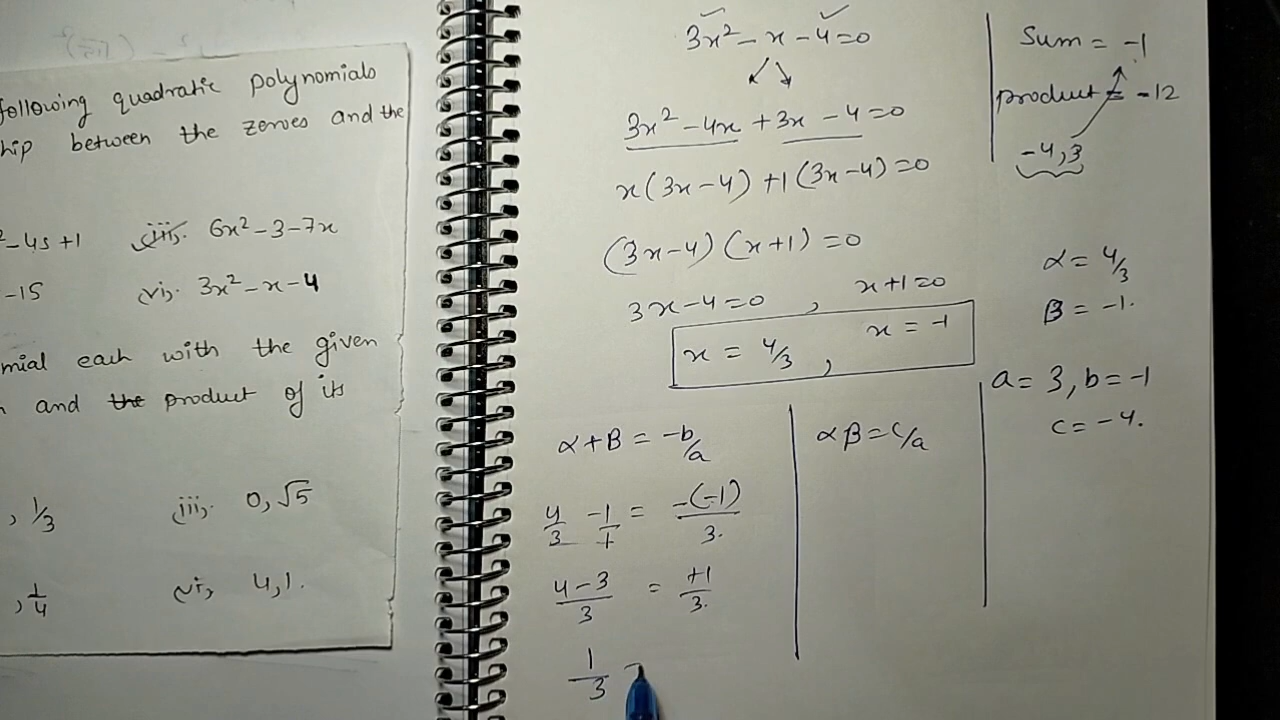 following quadratic polynomials
hip between the zeroes and the
²-4s+1 iii, 6x²-3-7x
-15 vi, 3x²-x-4
mial each with the given
and the product of its
, 1/3 iii, 0, √5
, 1/4 vi, 4,1.
3x²-x-4=0
3x²-4x+3x-4=0
x(3x-4)+1(3x-4)=0
(3x-4)(x+1)=0
3x-4=0, x+1=0
x = 4/3, x = -1
Sum = -1
product = -12
-4,3
α = 4/3
β = -1.
a=3, b=-1
c=-4.
α+β = -b/a
4/3 -1/1 = -(-1)/3.
4-3/3 = +1/3.
1/3
αβ = c/a